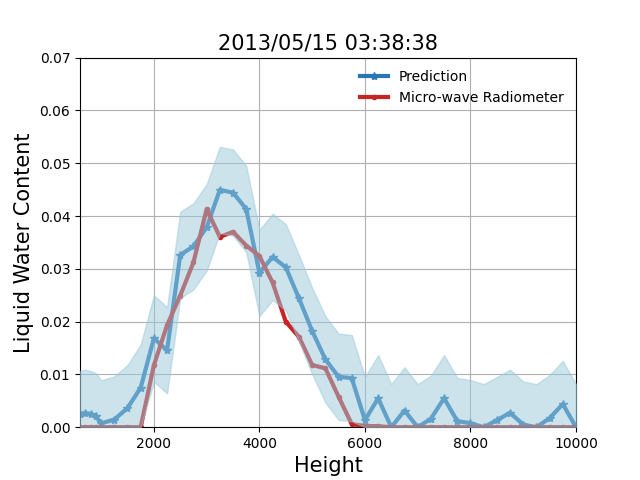 2013/05/15 03:38:38
0.07
0.06
0.05
0.04
0.03
0.02
0.01
0.00
Liquid Water Content
Prediction
Micro-wave Radiometer
2000 4000 6000 8000 10000
Height